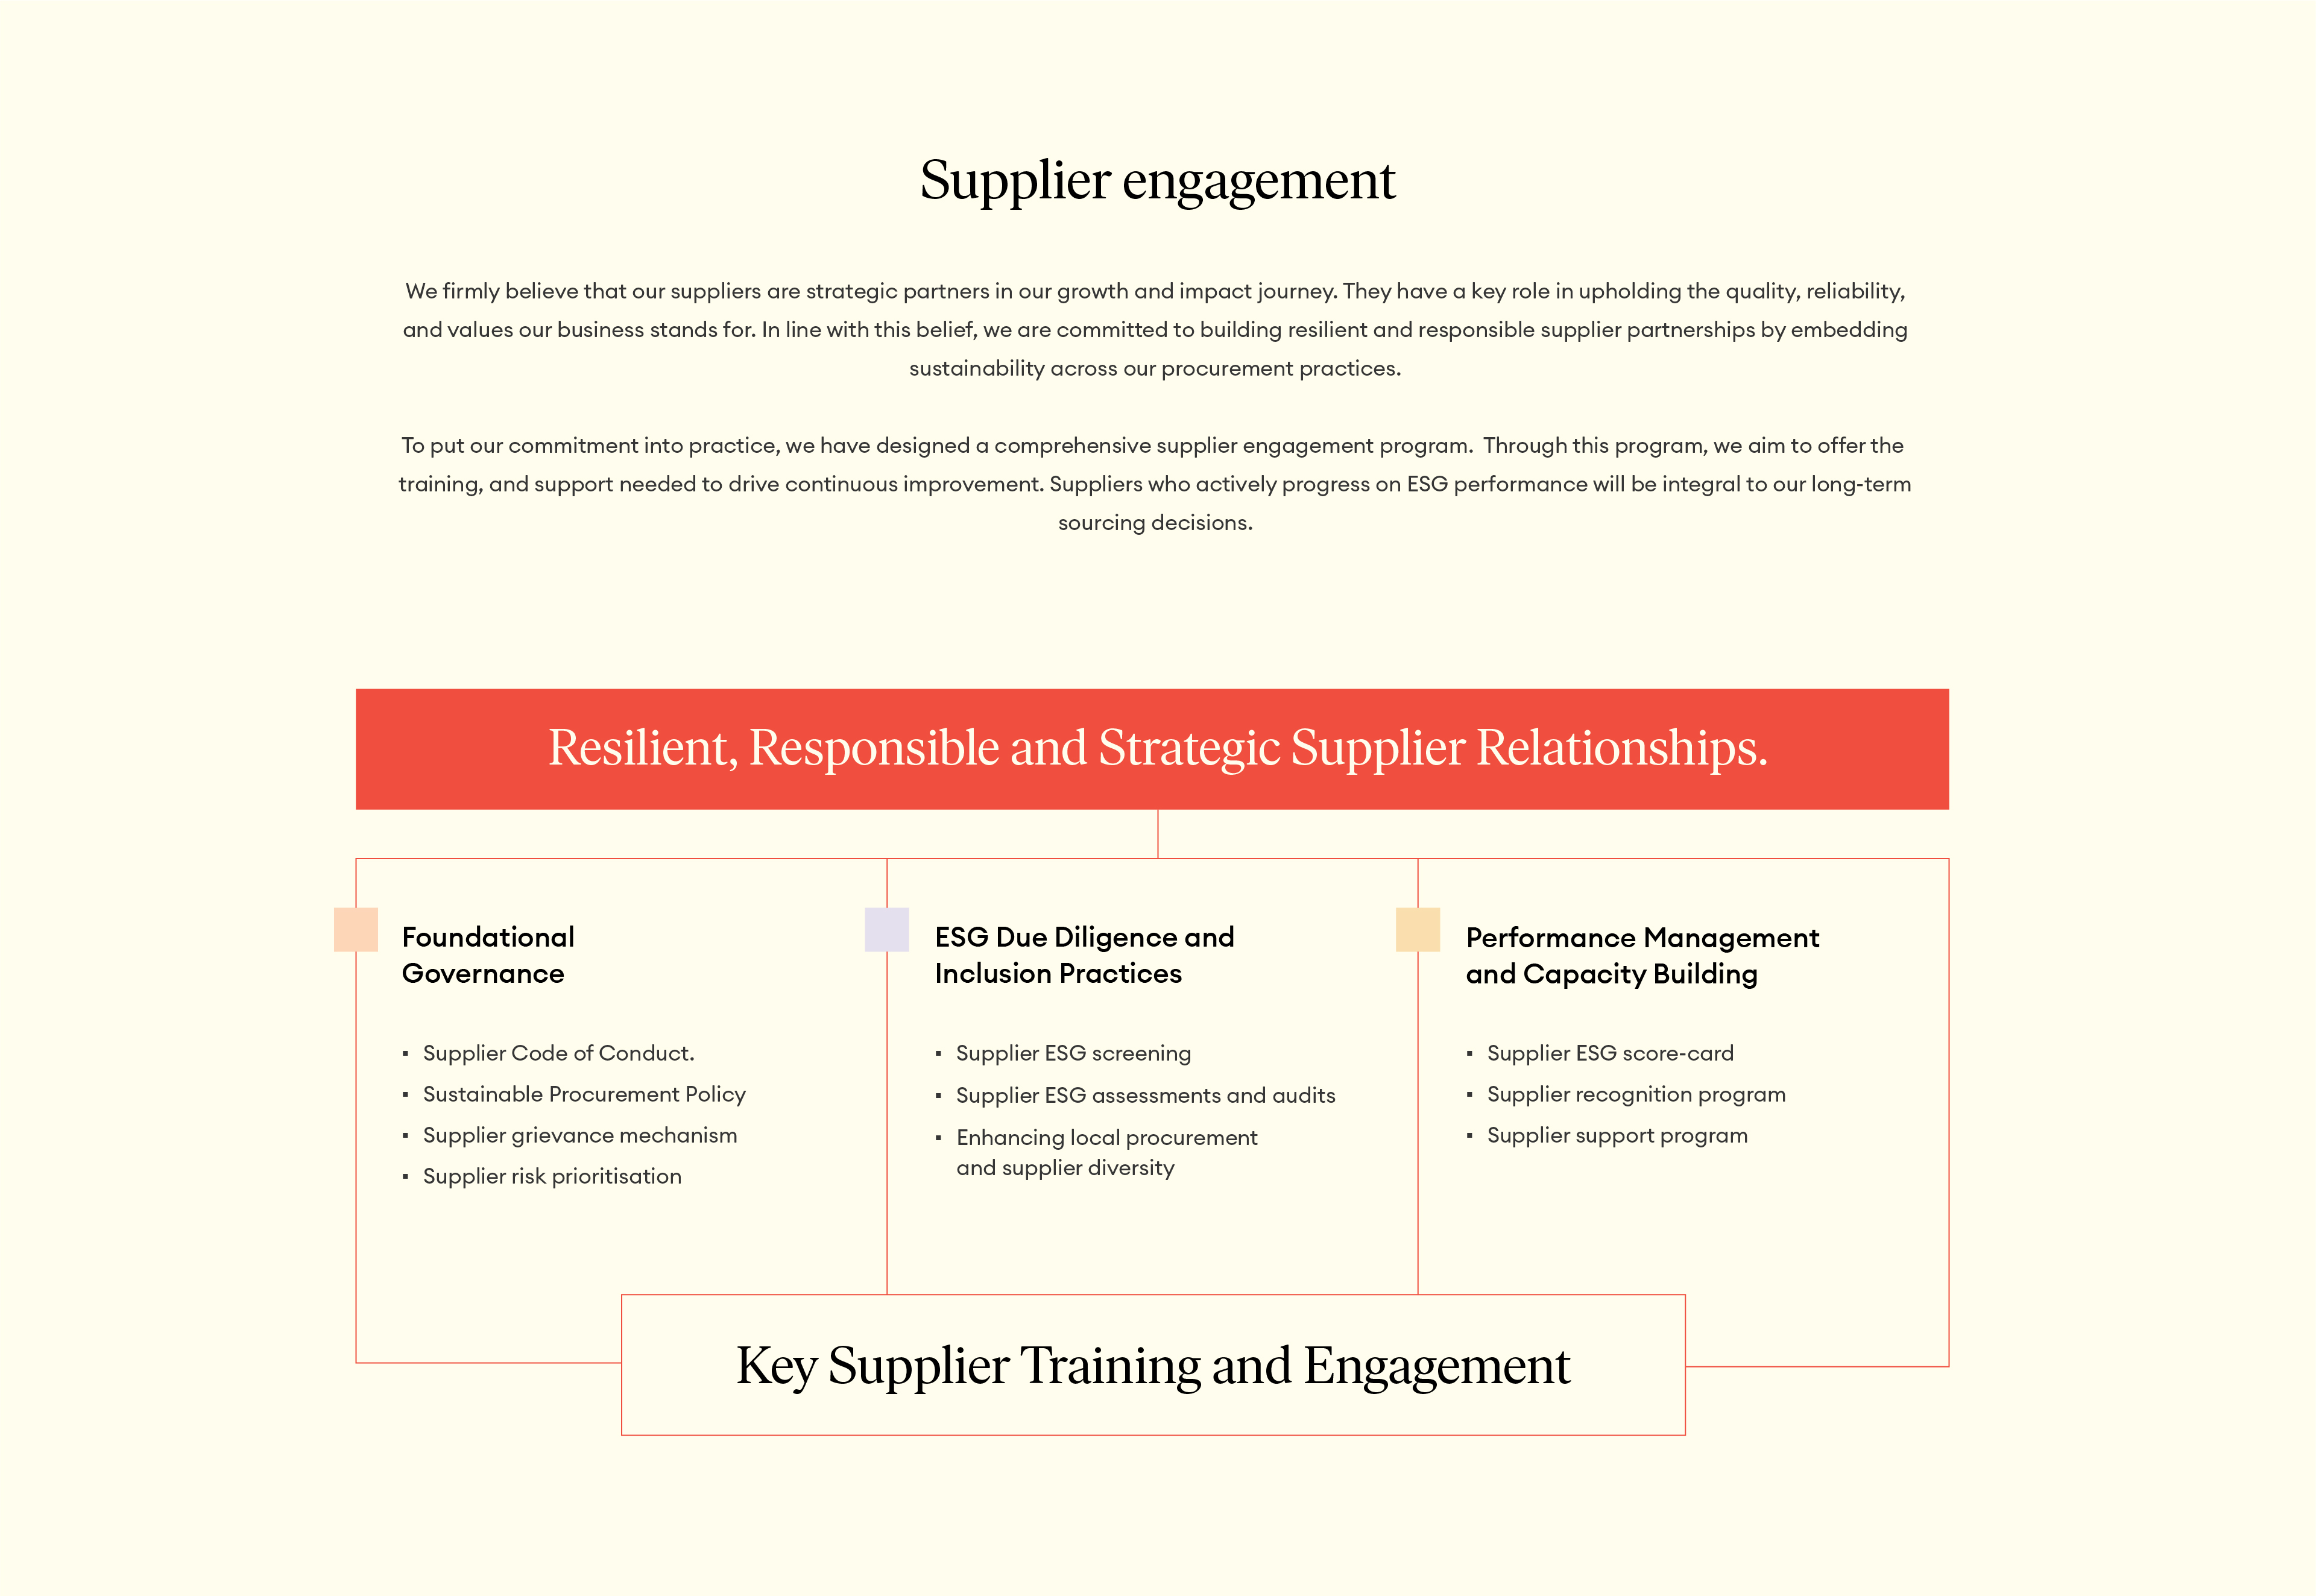 Supplier engagement
We firmly believe that our suppliers are strategic partners in our growth and impact journey. They have a key role in upholding the quality, reliability,
and values our business stands for. In line with this belief, we are committed to building resilient and responsible supplier partnerships by embedding
sustainability across our procurement practices.
To put our commitment into practice, we have designed a comprehensive supplier engagement program.  Through this program, we aim to offer the
training, and support needed to drive continuous improvement. Suppliers who actively progress on ESG performance will be integral to our long-term
sourcing decisions.
Resilient, Responsible and Strategic Supplier Relationships.
Foundational
Governance
▪ Supplier Code of Conduct.
▪ Sustainable Procurement Policy
▪ Supplier grievance mechanism
▪ Supplier risk prioritisation
ESG Due Diligence and
Inclusion Practices
▪ Supplier ESG screening
▪ Supplier ESG assessments and audits
▪ Enhancing local procurement
and supplier diversity
Performance Management
and Capacity Building
▪ Supplier ESG score-card
▪ Supplier recognition program
▪ Supplier support program
Key Supplier Training and Engagement